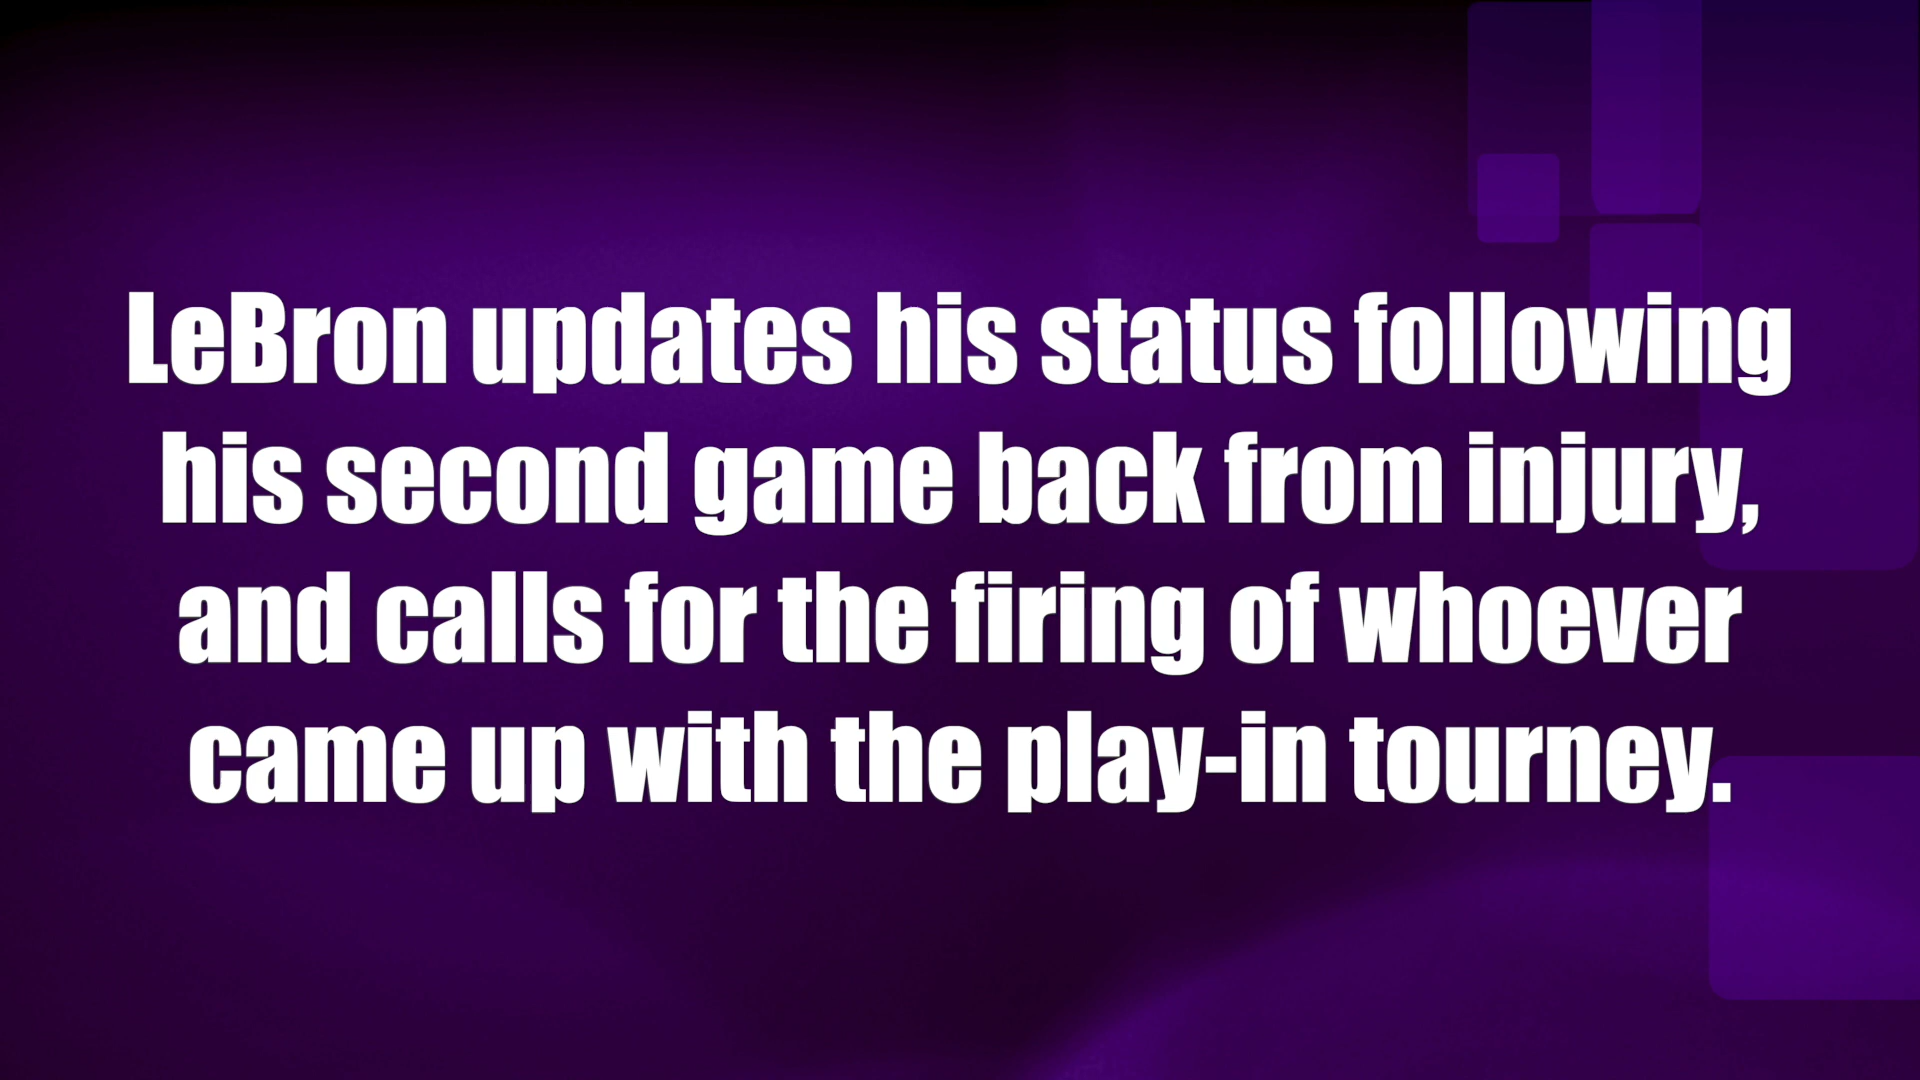 LeBron updates his status following
his second game back from injury,
and calls for the firing of whoever
came up with the play-in tourney.